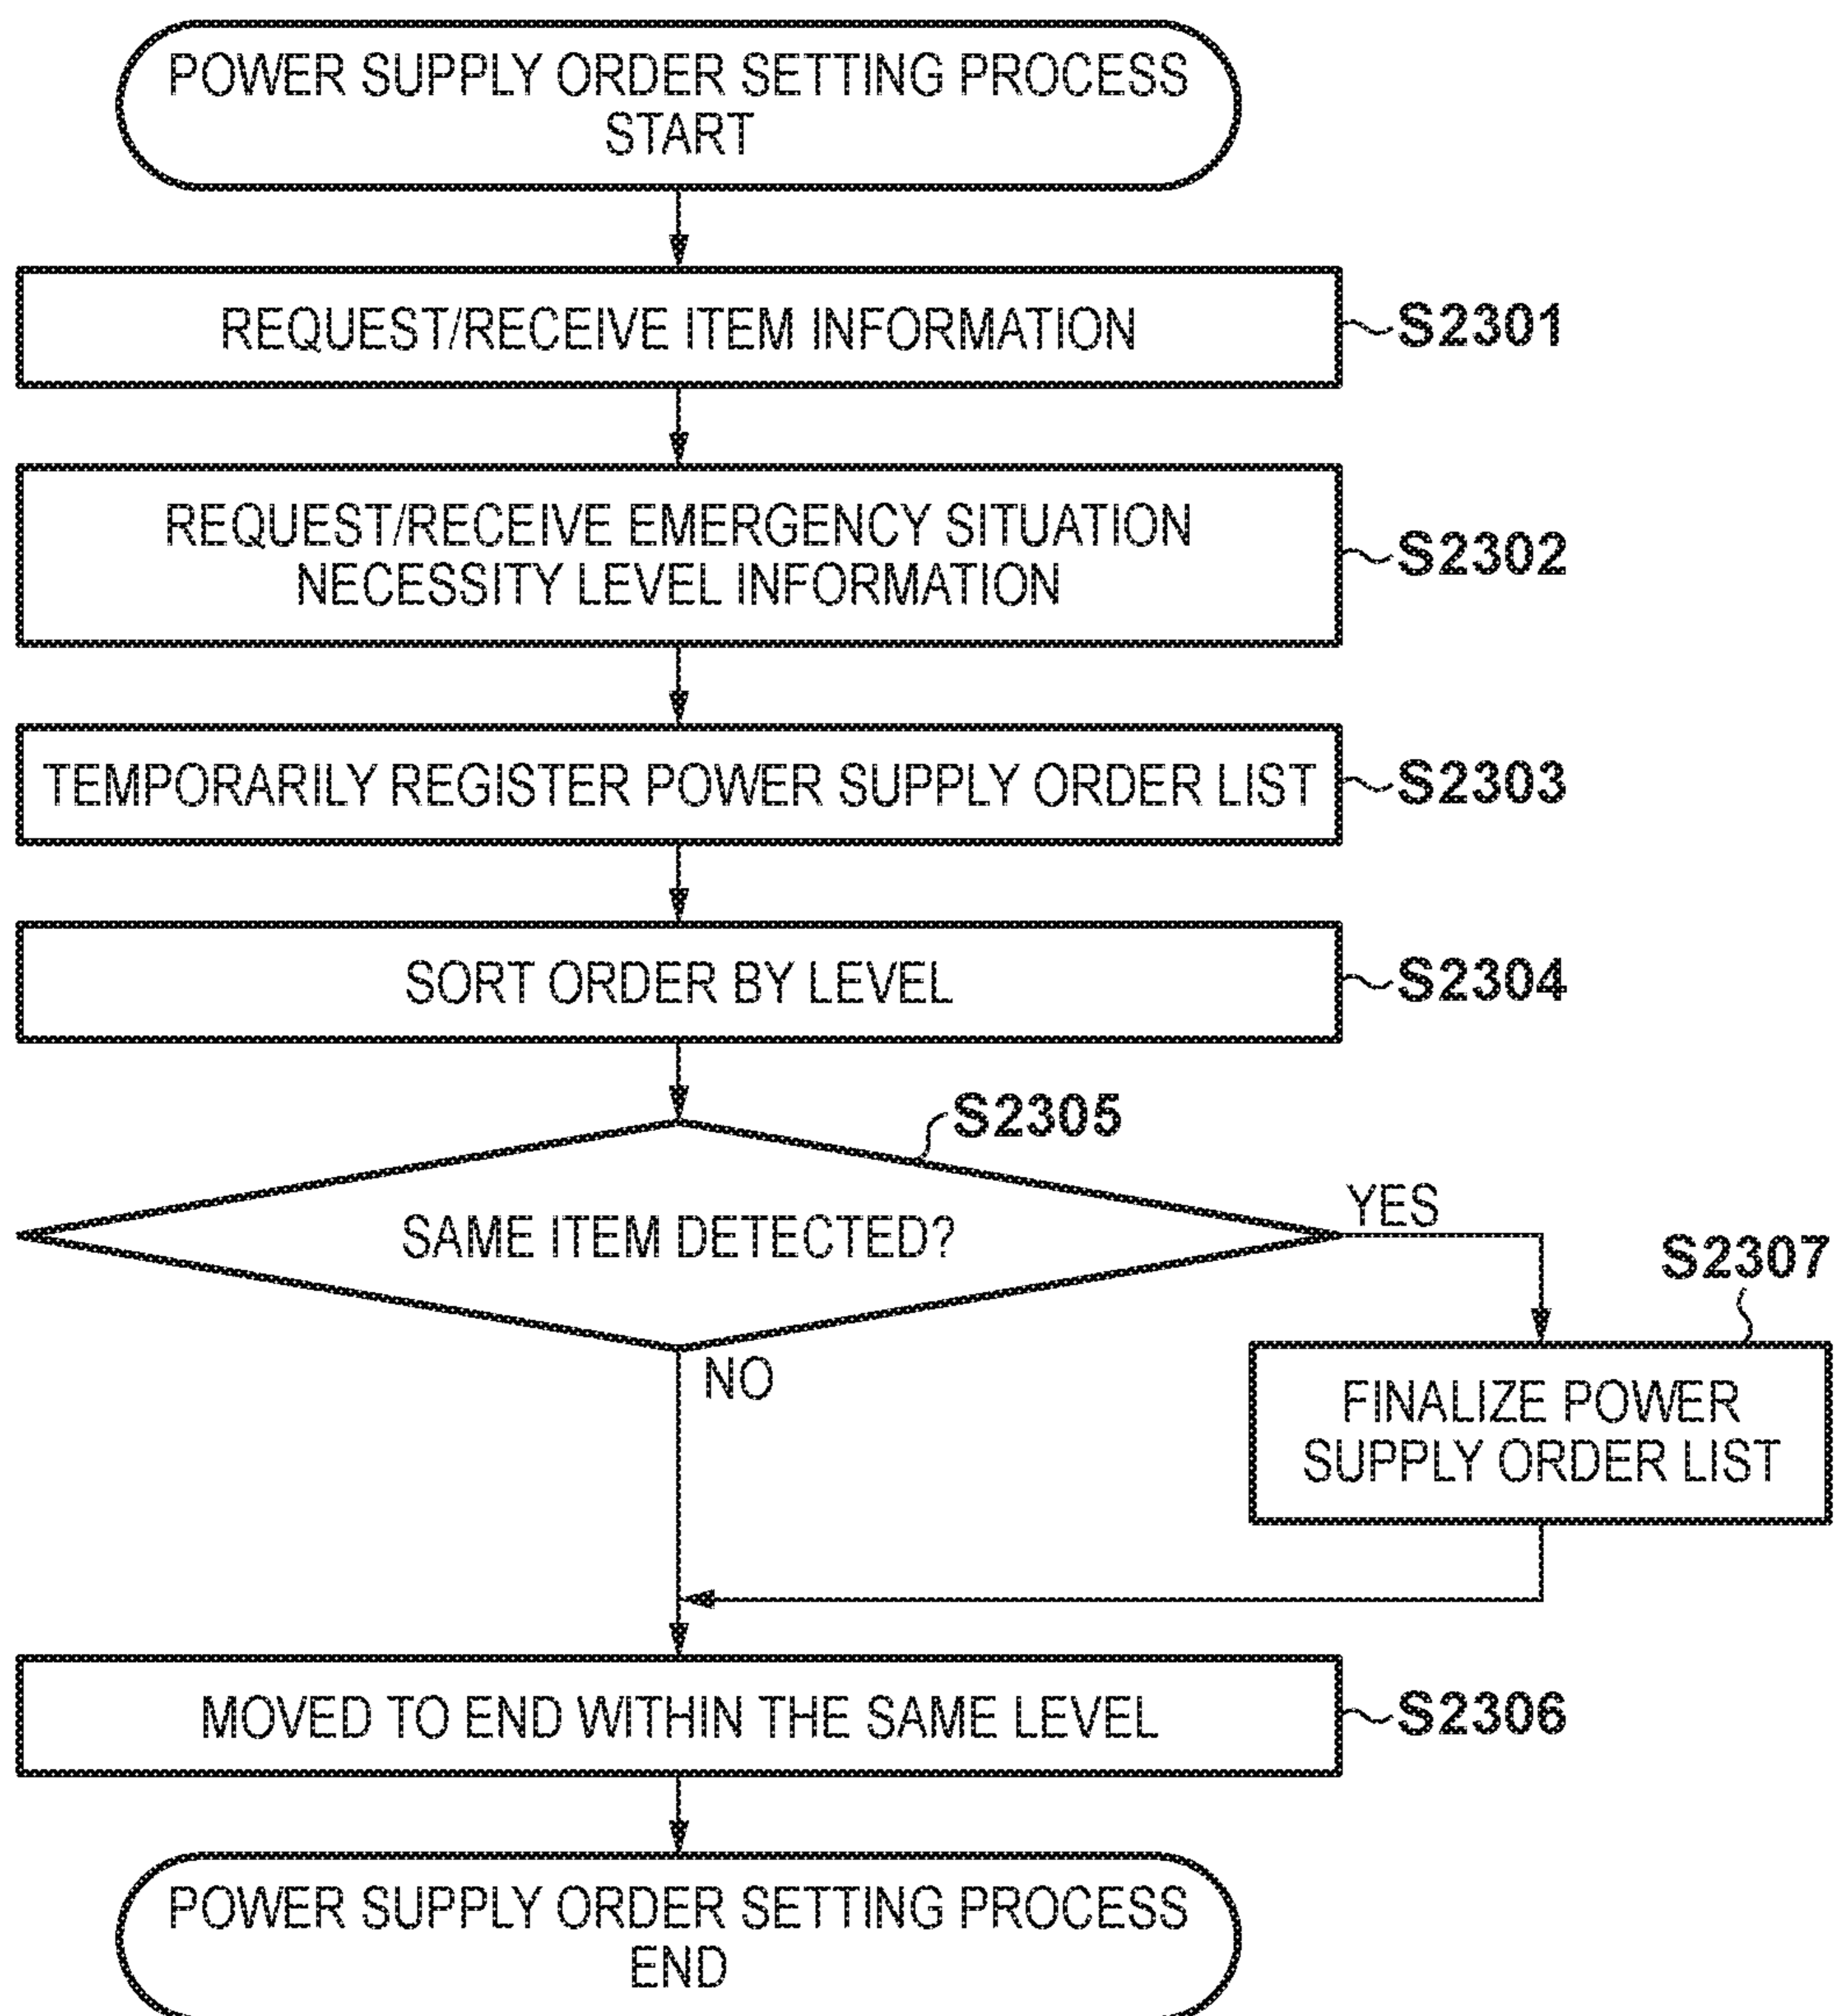 POWER SUPPLY ORDER SETTING PROCESS
START
REQUEST/RECEIVE ITEM INFORMATION
S2301
REQUEST/RECEIVE EMERGENCY SITUATION
NECESSITY LEVEL INFORMATION
S2302
TEMPORARILY REGISTER POWER SUPPLY ORDER LIST
S2303
SORT ORDER BY LEVEL
S2304
S2305
SAME ITEM DETECTED?
YES
NO
S2307
FINALIZE POWER
SUPPLY ORDER LIST
MOVED TO END WITHIN THE SAME LEVEL
S2306
POWER SUPPLY ORDER SETTING PROCESS
END